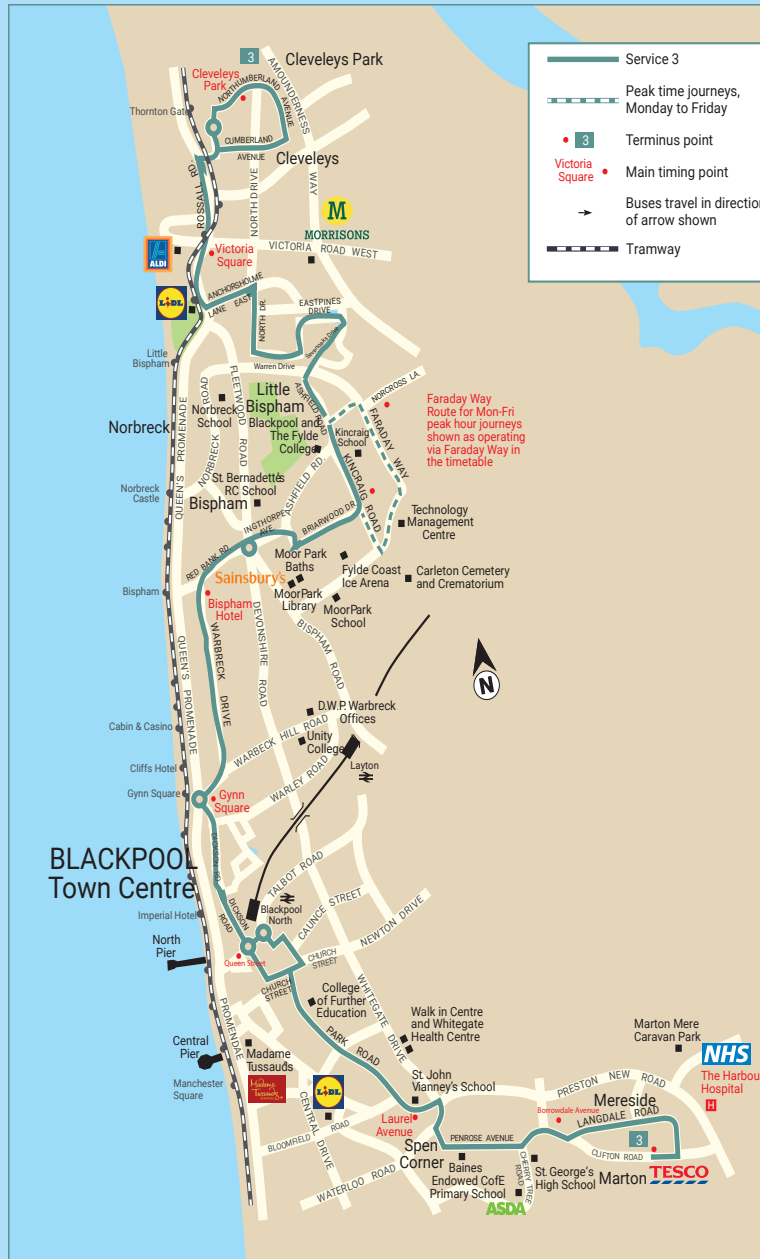 3
Cleveleys Park
Cleveleys
Park
NORTHUMBERLAND
AVENUE
AMOUNDERNESS
WAY
Thornton Gate
CUMBERLAND
AVENUE
Cleveleys
ROSSALL RD.
NORTH DRIVE
M
MORRISONS
VICTORIA ROAD WEST
Victoria
Square
ALDI
LIDL
ANCHORSHOLME
LANE EAST
NORTH DR.
EASTPINES
DRIVE
Sevenoaks Drive
Warren Drive
Little
Bispham
Service 3
Peak time journeys,
Monday to Friday
3
Terminus point
Victoria
Square
Main timing point
Buses travel in direction
of arrow shown
Tramway
QUEEN'S PROMENADE
NORBRECK ROAD
FLEETWOOD ROAD
Norbreck
Norbreck
School
Little
Bispham
Blackpool and
The Fylde
College
ASHFIELD ROAD
NORCROSS LA.
FARADAY WAY
Kincraig
School
KINCRAIG ROAD
Faraday Way
Route for Mon-Fri
peak hour journeys
shown as operating
via Faraday Way in
the timetable
Norbreck
Castle
St. Bernadette's
RC School
Bispham
ASHFIELD RD.
INGTHORPE
AVE.
BRIARWOOD DR.
Technology
Management
Centre
RED BANK RD.
Sainsbury's
Moor Park
Baths
MoorPark
Library
Fylde Coast
Ice Arena
MoorPark
School
Carleton Cemetery
and Crematorium
Bispham
Bispham
Hotel
WARBRECK DRIVE
DEVONSHIRE ROAD
BISPHAM ROAD
QUEEN'S PROMENADE
N
Cabin & Casino
D.W.P. Warbreck
Offices
WARBECK HILL ROAD
Unity
College
WARLEY ROAD
Layton
Cliffs Hotel
Gynn Square
Gynn
Square
DICKSON RD.
BLACKPOOL
Town Centre
TALBOT ROAD
DICKSON
ROAD
Blackpool
North
CAUNCE STREET
NEWTON DRIVE
Imperial Hotel
North
Pier
Queen Street
CHURCH
STREET
CHURCH
STREET
WHITEGATE DRIVE
College
of Further
Education
PARK ROAD
PROMENDAE
Walk in Centre
and Whitegate
Health Centre
Central
Pier
Madame
Tussauds
Madame
Tussauds
Manchester
Square
LIDL
CENTRAL DRIVE
St. John
Vianney's School
Laurel
Avenue
BLOOMFIELD ROAD
WATERLOO ROAD
Spen
Corner
PENROSE AVENUE
Baines
Endowed CofE
Primary School
CHERRY TREE
ROAD
ASDA
St. George's
High School
Marton Mere
Caravan Park
NHS
The Harbour
Hospital
H
PRESTON NEW ROAD
Mereside
Borrowdale Avenue
LANGDALE ROAD
3
CLIFTON ROAD
Marton
TESCO